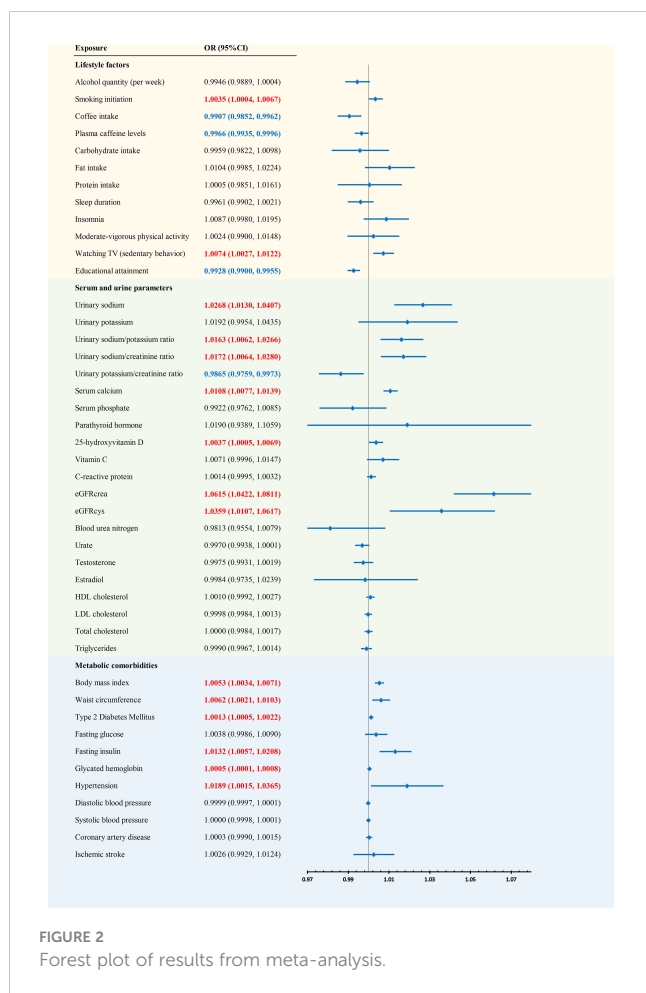 Exposure OR (95%CI)
Lifestyle factors
Alcohol quantity (per week) 0.9946 (0.9889, 1.0004)
Smoking initiation 1.0035 (1.0004, 1.0067)
Coffee intake 0.9907 (0.9852, 0.9962)
Plasma caffeine levels 0.9966 (0.9935, 0.9996)
Carbohydrate intake 0.9959 (0.9822, 1.0098)
Fat intake 1.0104 (0.9985, 1.0224)
Protein intake 1.0005 (0.9851, 1.0161)
Sleep duration 0.9961 (0.9902, 1.0021)
Insomnia 1.0087 (0.9980, 1.0195)
Moderate-vigorous physical activity 1.0024 (0.9900, 1.0148)
Watching TV (sedentary behavior) 1.0074 (1.0027, 1.0122)
Educational attainment 0.9928 (0.9900, 0.9955)
Serum and urine parameters
Urinary sodium 1.0268 (1.0130, 1.0407)
Urinary potassium 1.0192 (0.9954, 1.0435)
Urinary sodium/potassium ratio 1.0163 (1.0062, 1.0266)
Urinary sodium/creatinine ratio 1.0172 (1.0064, 1.0280)
Urinary potassium/creatinine ratio 0.9865 (0.9759, 0.9973)
Serum calcium 1.0108 (1.0077, 1.0139)
Serum phosphate 0.9922 (0.9762, 1.0085)
Parathyroid hormone 1.0190 (0.9389, 1.1059)
25-hydroxyvitamin D 1.0037 (1.0005, 1.0069)
Vitamin C 1.0071 (0.9996, 1.0147)
C-reactive protein 1.0014 (0.9995, 1.0032)
eGFRcrea 1.0615 (1.0422, 1.0811)
eGFRcys 1.0359 (1.0107, 1.0617)
Blood urea nitrogen 0.9813 (0.9554, 1.0079)
Urate 0.9970 (0.9938, 1.0001)
Testosterone 0.9975 (0.9931, 1.0019)
Estradiol 0.9984 (0.9735, 1.0239)
HDL cholesterol 1.0010 (0.9992, 1.0027)
LDL cholesterol 0.9998 (0.9984, 1.0013)
Total cholesterol 1.0000 (0.9984, 1.0017)
Triglycerides 0.9990 (0.9967, 1.0014)
Metabolic comorbidities
Body mass index 1.0053 (1.0034, 1.0071)
Waist circumference 1.0062 (1.0021, 1.0103)
Type 2 Diabetes Mellitus 1.0013 (1.0005, 1.0022)
Fasting glucose 1.0038 (0.9986, 1.0090)
Fasting insulin 1.0132 (1.0057, 1.0208)
Glycated hemoglobin 1.0005 (1.0001, 1.0008)
Hypertension 1.0189 (1.0015, 1.0365)
Diastolic blood pressure 0.9999 (0.9997, 1.0001)
Systolic blood pressure 1.0000 (0.9998, 1.0001)
Coronary artery disease 1.0003 (0.9990, 1.0015)
Ischemic stroke 1.0026 (0.9929, 1.0124)
0.97 0.99 1.01 1.03 1.05 1.07
FIGURE 2
Forest plot of results from meta-analysis.